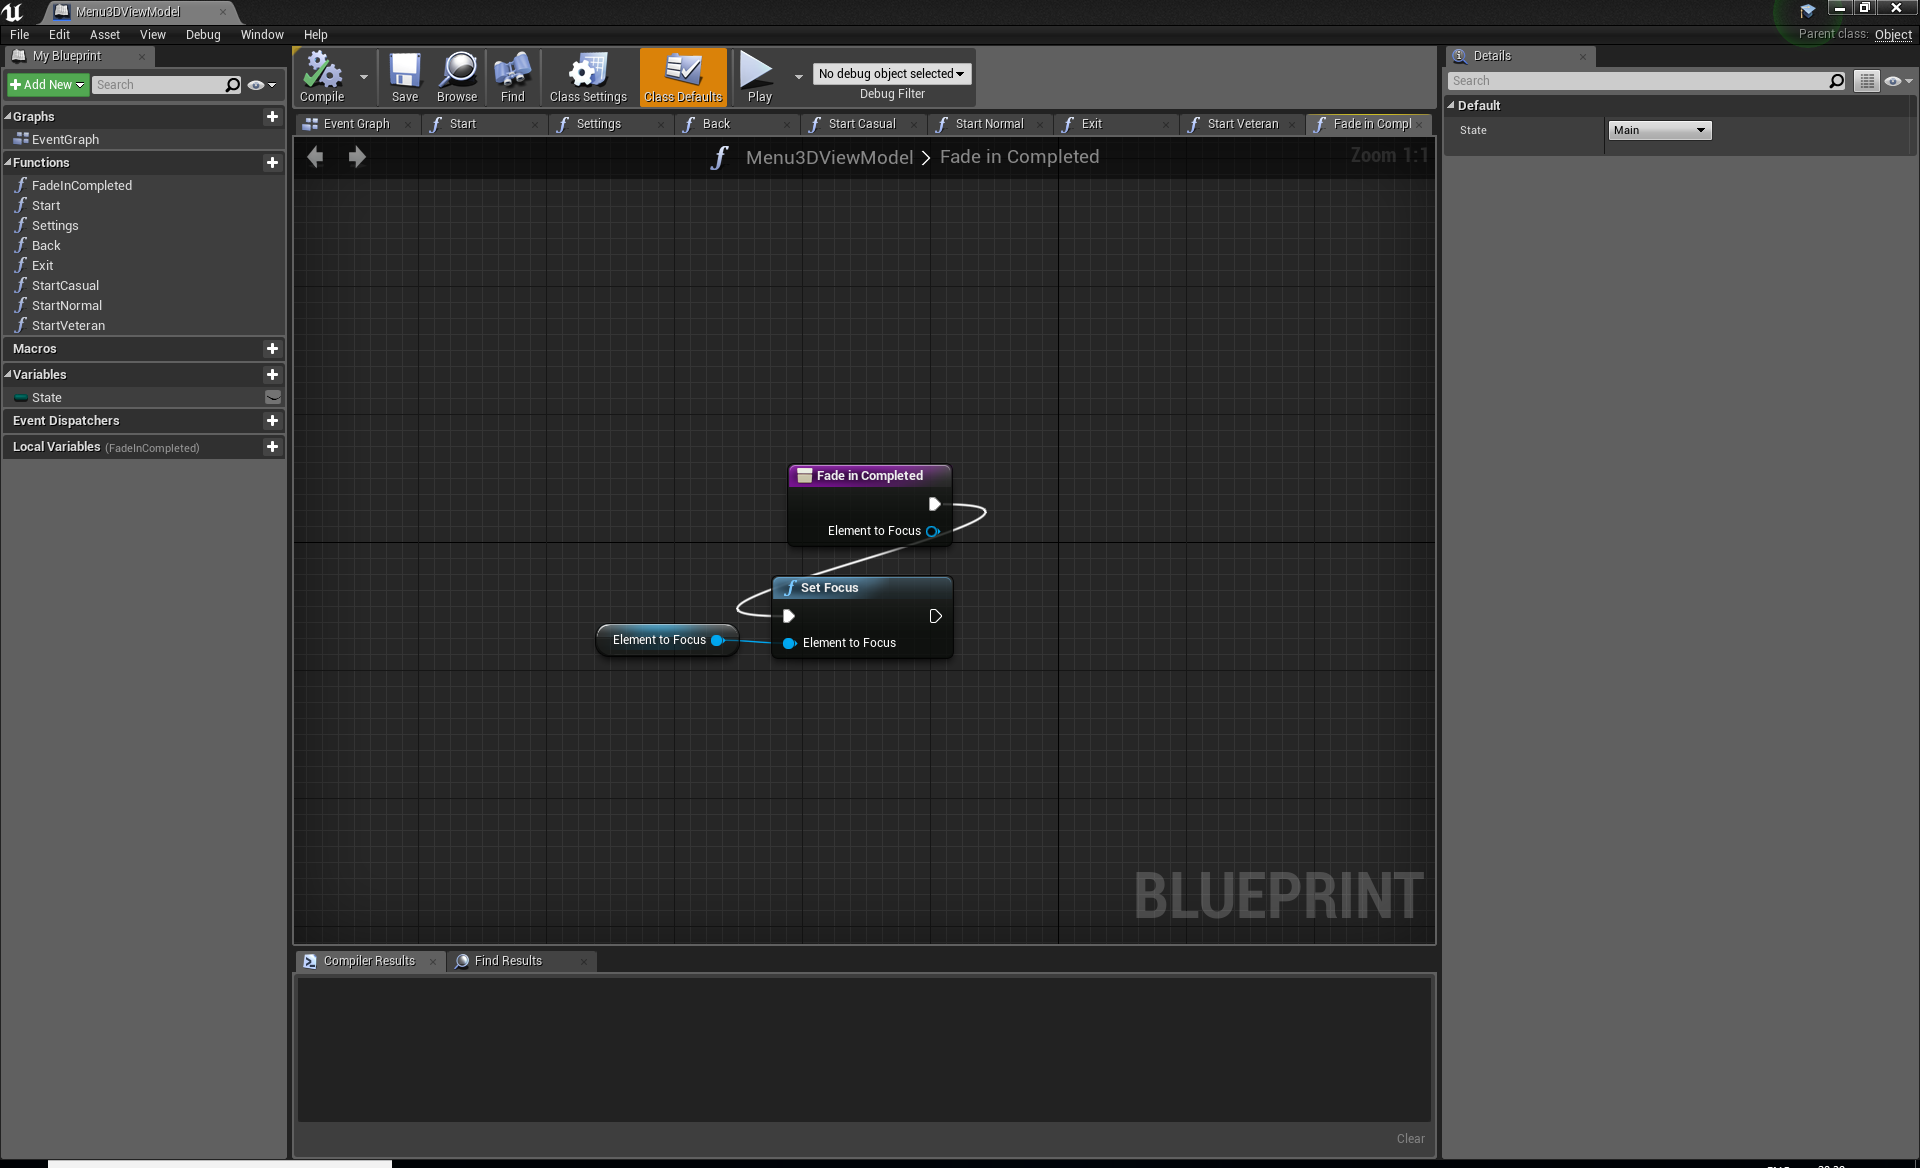 Menu3DViewModel
File Edit Asset View Debug Window Help
Parent class: Object
My Blueprint
Add New
Search
Graphs
EventGraph
Functions
FadeInCompleted
Start
Settings
Back
Exit
StartCasual
StartNormal
StartVeteran
Macros
Variables
State
Event Dispatchers
Local Variables (FadeInCompleted)
Compile
Save
Browse
Find
Class Settings
Class Defaults
Play
No debug object selected
Debug Filter
Event Graph
Start
Settings
Back
Start Casual
Start Normal
Exit
Start Veteran
Fade in Compl
Menu3DViewModel > Fade in Completed
Zoom 1:1
Fade in Completed
Element to Focus
Set Focus
Element to Focus
Element to Focus
BLUEPRINT
Compiler Results
Find Results
Clear
Details
Search
Default
State
Main